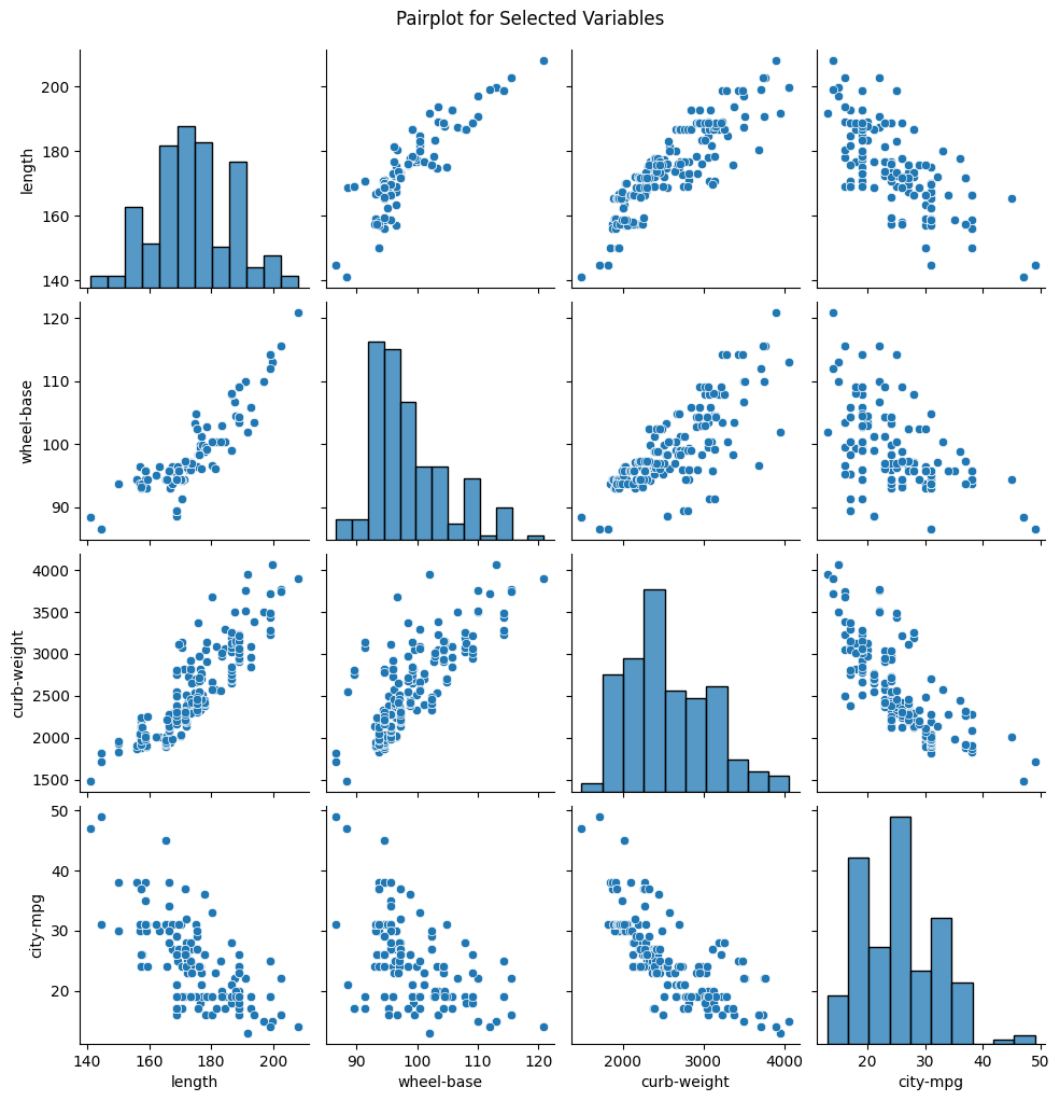 Pairplot for Selected Variables
200
180
160
140
length
120
110
100
90
wheel-base
4000
3500
3000
2500
2000
1500
curb-weight
50
40
30
20
city-mpg
140 160 180 200
length
90 100 110 120
wheel-base
2000 3000 4000
curb-weight
20 30 40 50
city-mpg